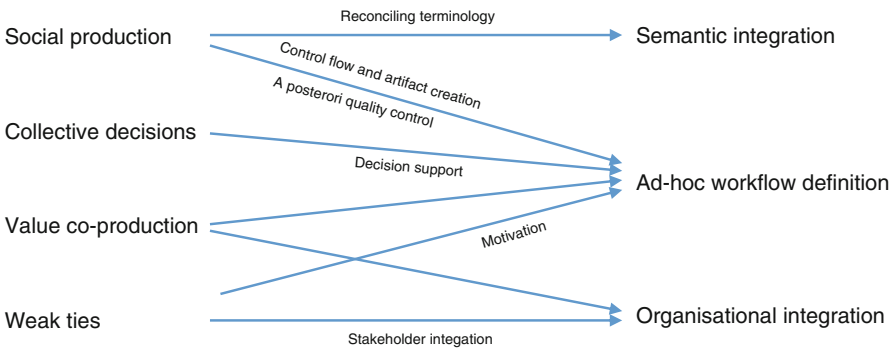 Reconciling terminology
Social production
Semantic integration
Control flow and artifact creation
A posterori quality control
Collective decisions
Decision support
Ad-hoc workflow definition
Value co-production
Motivation
Organisational integration
Weak ties
Stakeholder integation